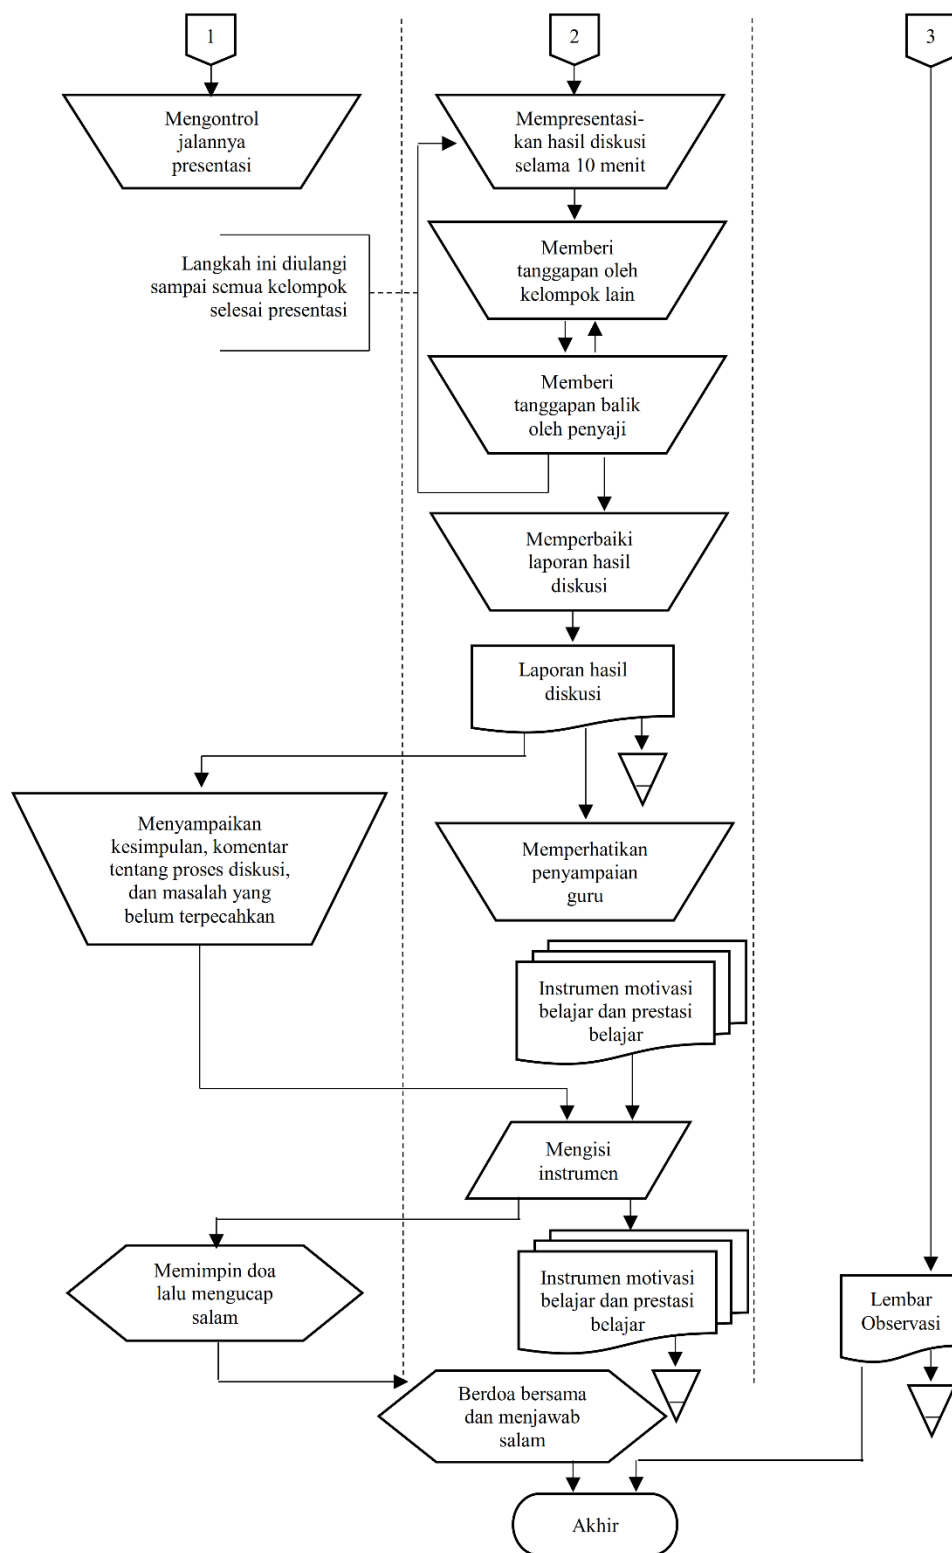 1
2
3
Mengontrol
jalannya
presentasi
Mempresentasi-
kan hasil diskusi
selama 10 menit
Langkah ini diulangi
sampai semua kelompok
selesai presentasi
Memberi
tanggapan oleh
kelompok lain
Memberi
tanggapan balik
oleh penyaji
Memperbaiki
laporan hasil
diskusi
Laporan hasil
diskusi
Menyampaikan
kesimpulan, komentar
tentang proses diskusi,
dan masalah yang
belum terpecahkan
Memperhatikan
penyampaian
guru
Instrumen motivasi
belajar dan prestasi
belajar
Mengisi
instrumen
Memimpin doa
lalu mengucap
salam
Instrumen motivasi
belajar dan prestasi
belajar
Lembar
Observasi
Berdoa bersama
dan menjawab
salam
Akhir